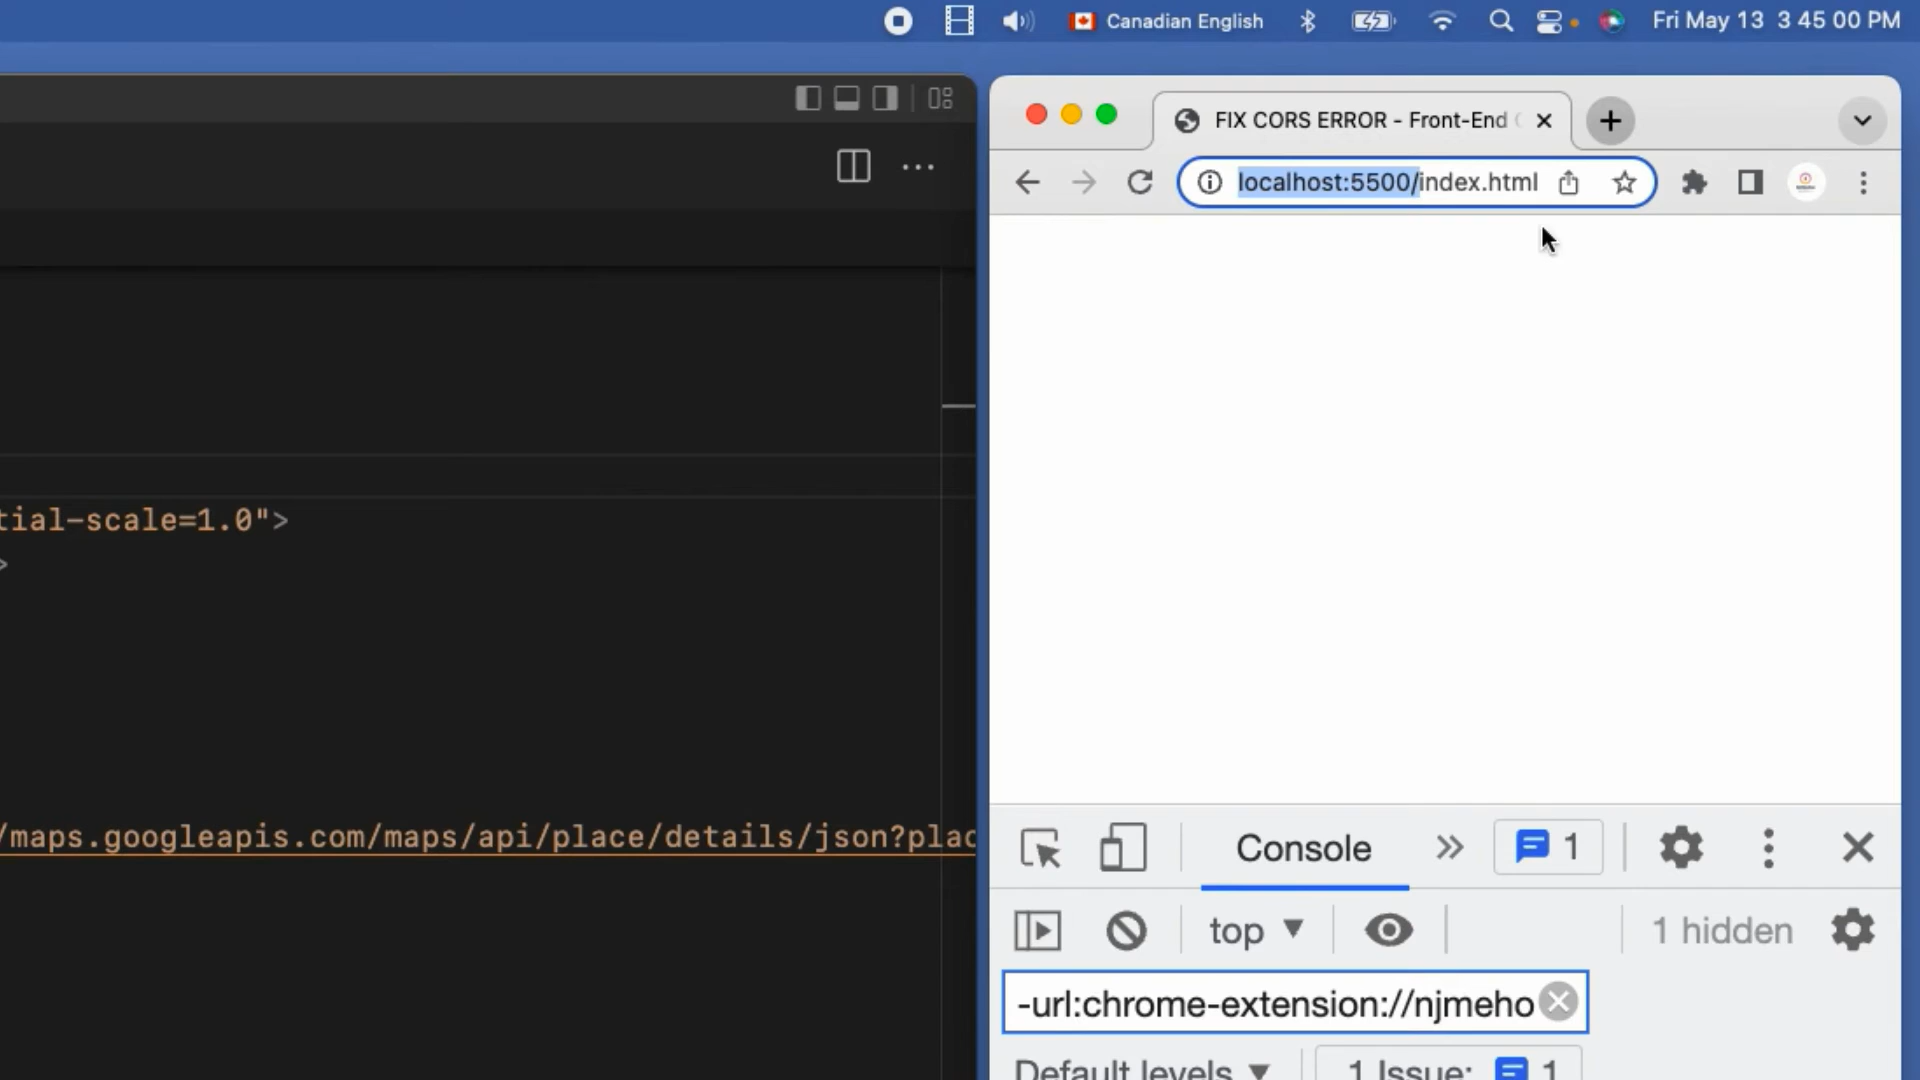 Canadian English
Fri May 13 3 45 00 PM
FIX CORS ERROR - Front-End
localhost:5500/index.html
tial-scale=1.0">
>
/maps.googleapis.com/maps/api/place/details/json?plac
Console
1
top
1 hidden
-url:chrome-extension://njmeho
Default levels
1 Issue:
1